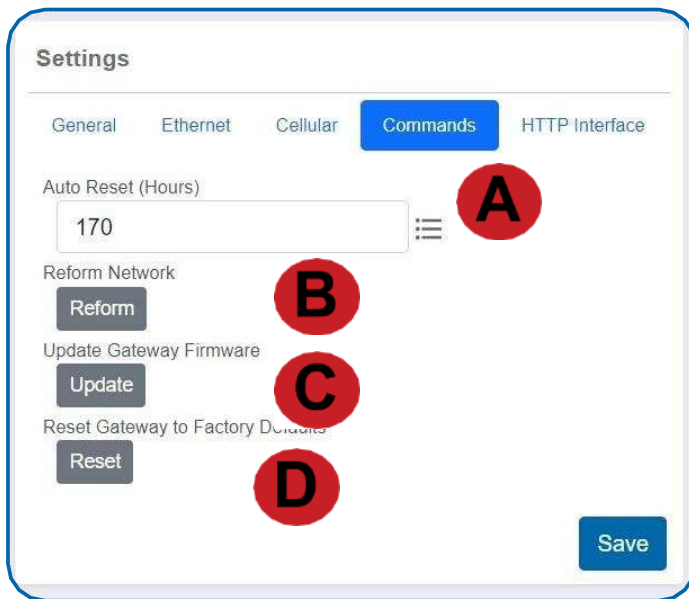 Settings
General Ethernet Cellular Commands HTTP Interface
Auto Reset (Hours)
A
170
Reform Network
B
Reform
Update Gateway Firmware
C
Update
Reset Gateway to Factory Defaults
D
Reset
Save